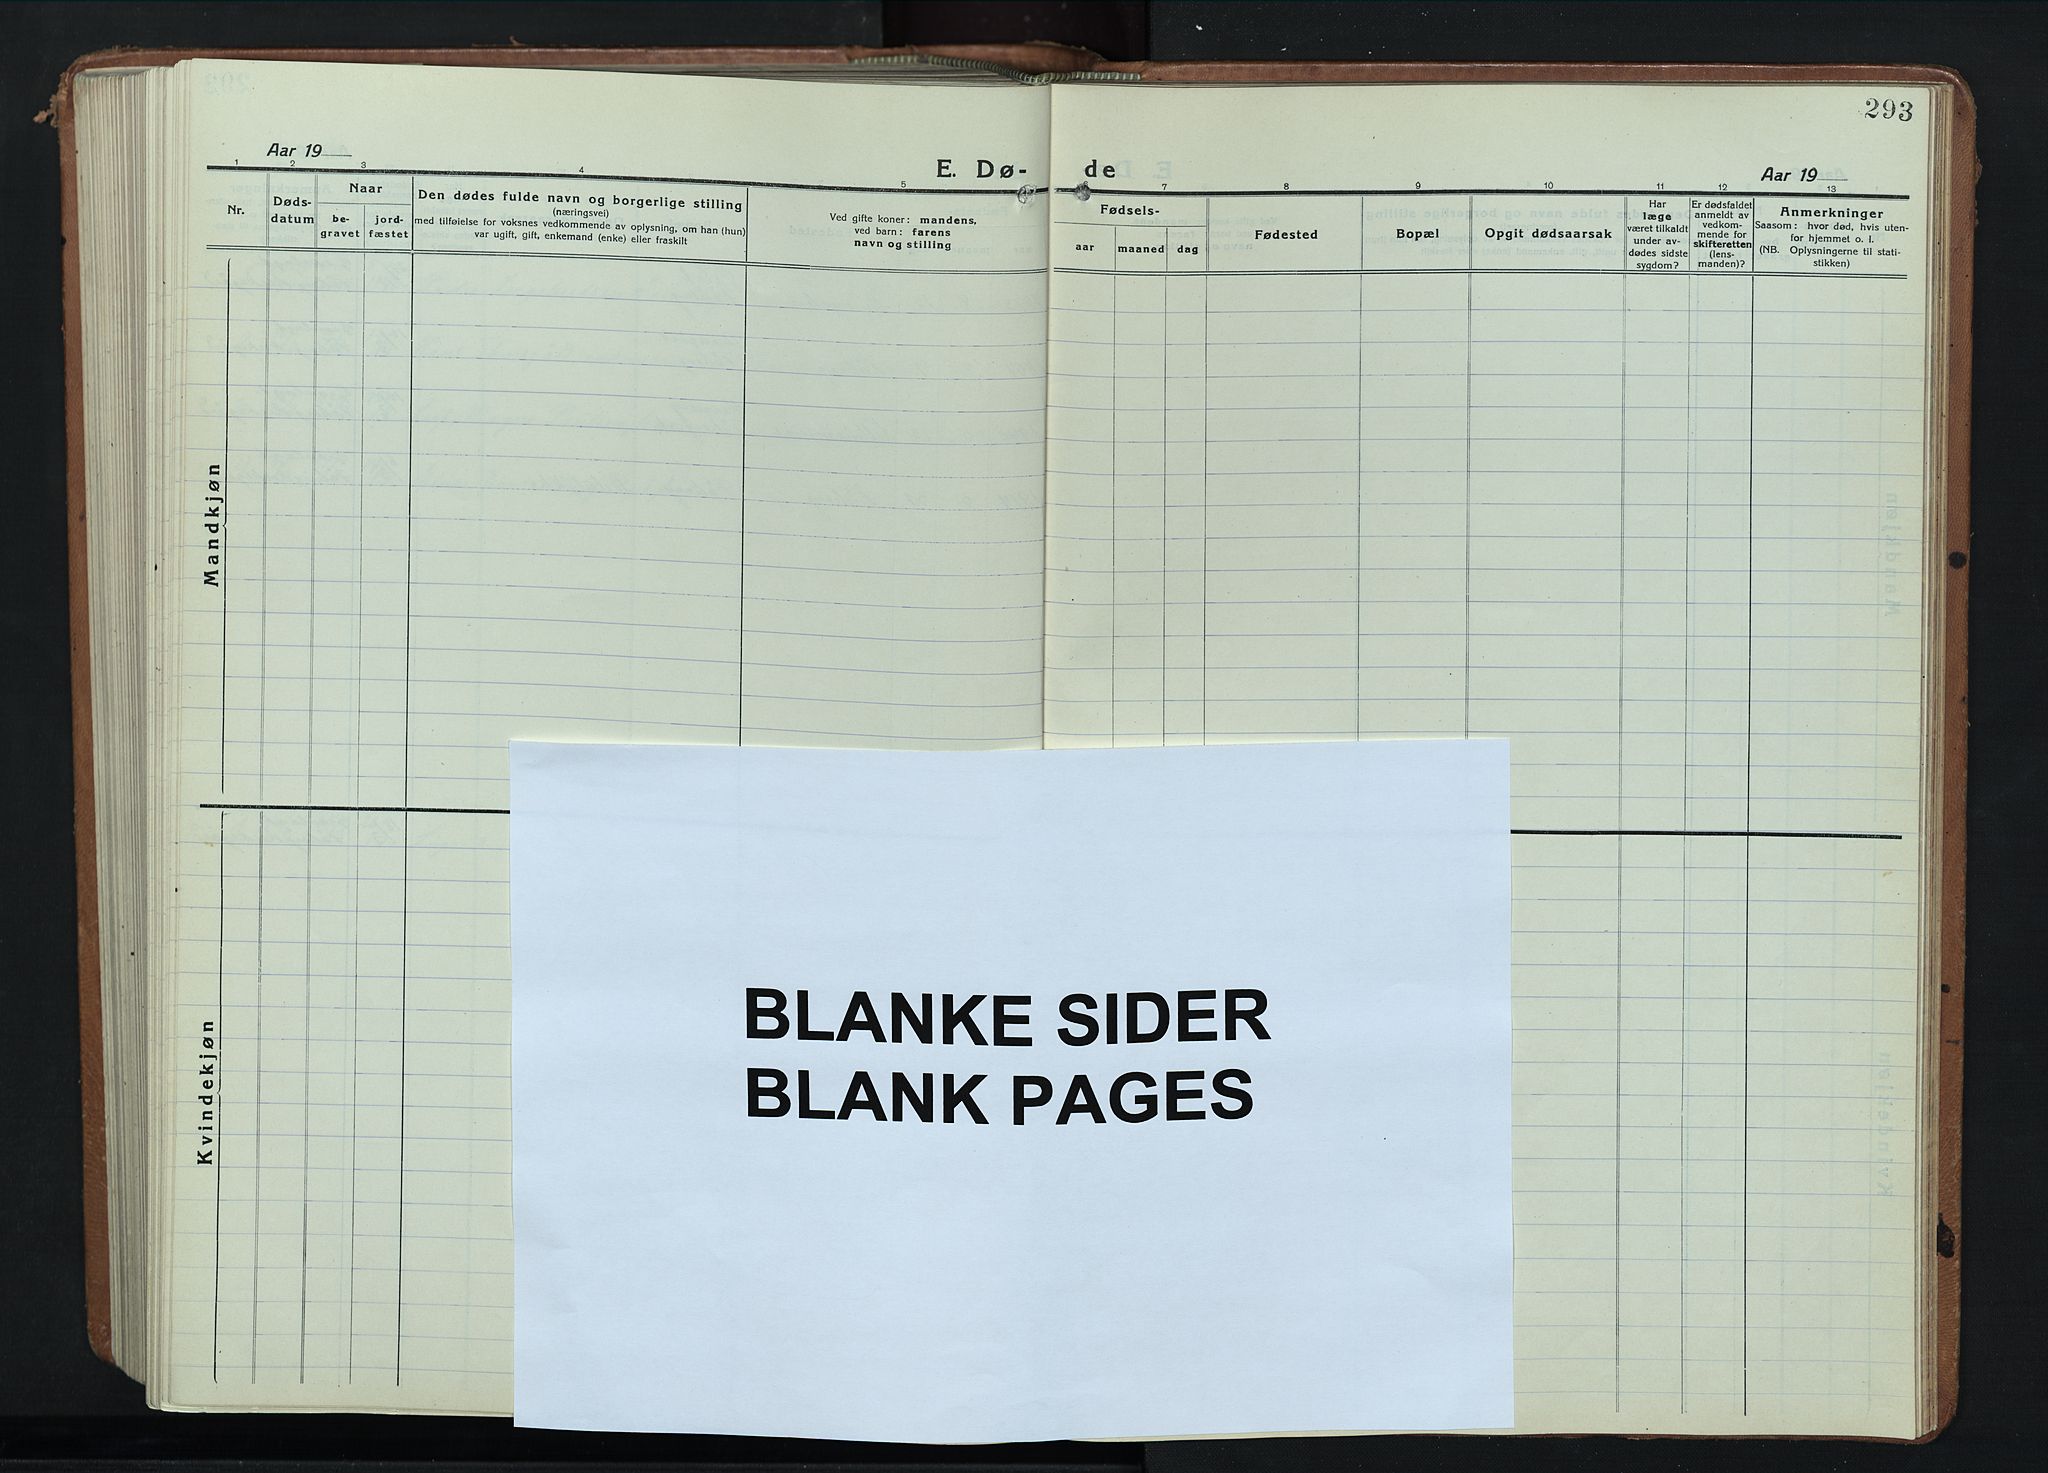 293
Aar 19
E. Dø-
de
Aar 19
1
2
3
4
5
6
7
8
9
10
11
12
13
Nr.
Døds-
datum
Naar
be-
gravet
jord-
fæstet
Den dødes fulde navn og borgerlige stilling
(næringsvei)
med tilføielse for voksnes vedkommende av oplysning, om han (hun)
var ugift, gift, enkemand (enke) eller fraskilt
Ved gifte koner: mandens,
ved barn: farens
navn og stilling
Fødsels-
aar
maaned
dag
Fødested
Bopæl
Opgit dødsaarsak
Har
læge
været tilkaldt
under av-
dødes sidste
sygdom?
Er dødsfaldet
anmeldt av
vedkom-
mende for
skifteretten
(lens-
manden)?
Anmerkninger
Saasom: hvor død, hvis uten-
for hjemmet o. l.
(NB. Oplysningerne til stati-
stikken)
Mandkjøn
Kvindekjøn
BLANKE SIDER
BLANK PAGES